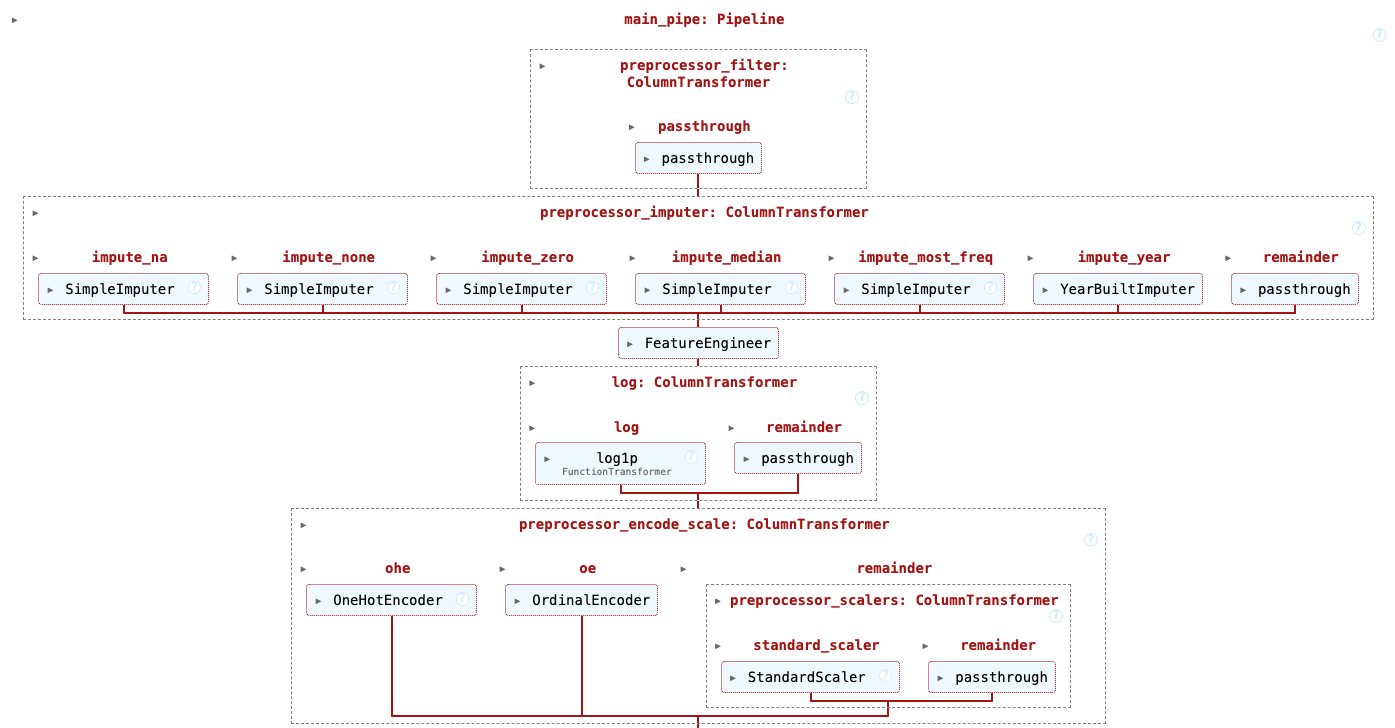 main_pipe: Pipeline
?
preprocessor_filter:
ColumnTransformer
?
passthrough
passthrough
preprocessor_imputer: ColumnTransformer
?
impute_na impute_none impute_zero impute_median impute_most_freq impute_year remainder
SimpleImputer ? SimpleImputer ? SimpleImputer ? SimpleImputer ? SimpleImputer ? YearBuiltImputer passthrough
FeatureEngineer
log: ColumnTransformer
?
log remainder
log1p ? passthrough
FunctionTransformer
preprocessor_encode_scale: ColumnTransformer
?
ohe oe remainder
OneHotEncoder ? OrdinalEncoder preprocessor_scalers: ColumnTransformer
?
standard_scaler remainder
StandardScaler ? passthrough